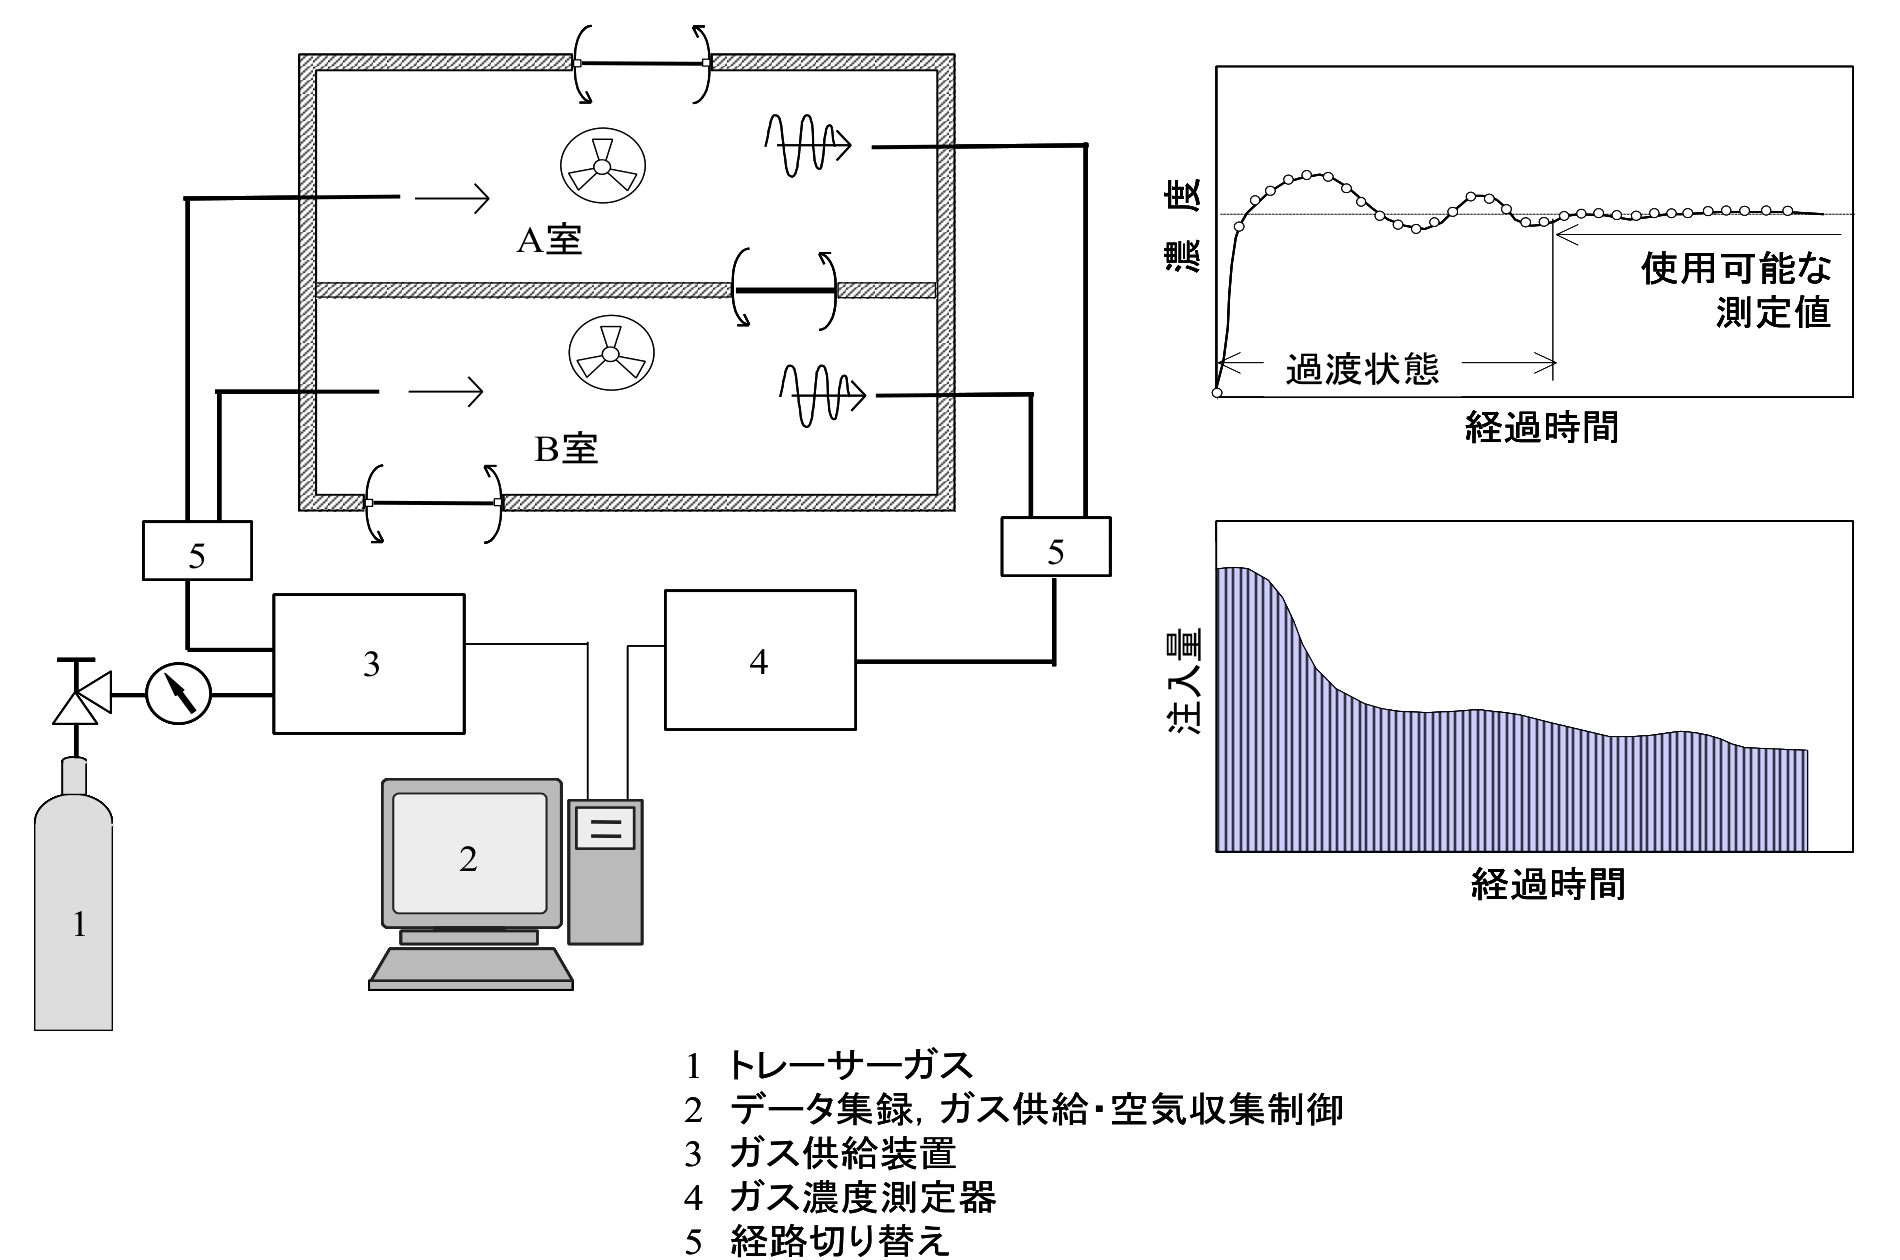 A室
B室
5
5
3
4
1
2
濃度
使用可能な
測定値
過渡状態
経過時間
注入量
経過時間
1 トレーサーガス
2 データ集録，ガス供給・空気収集制御
3 ガス供給装置
4 ガス濃度測定器
5 経路切り替え